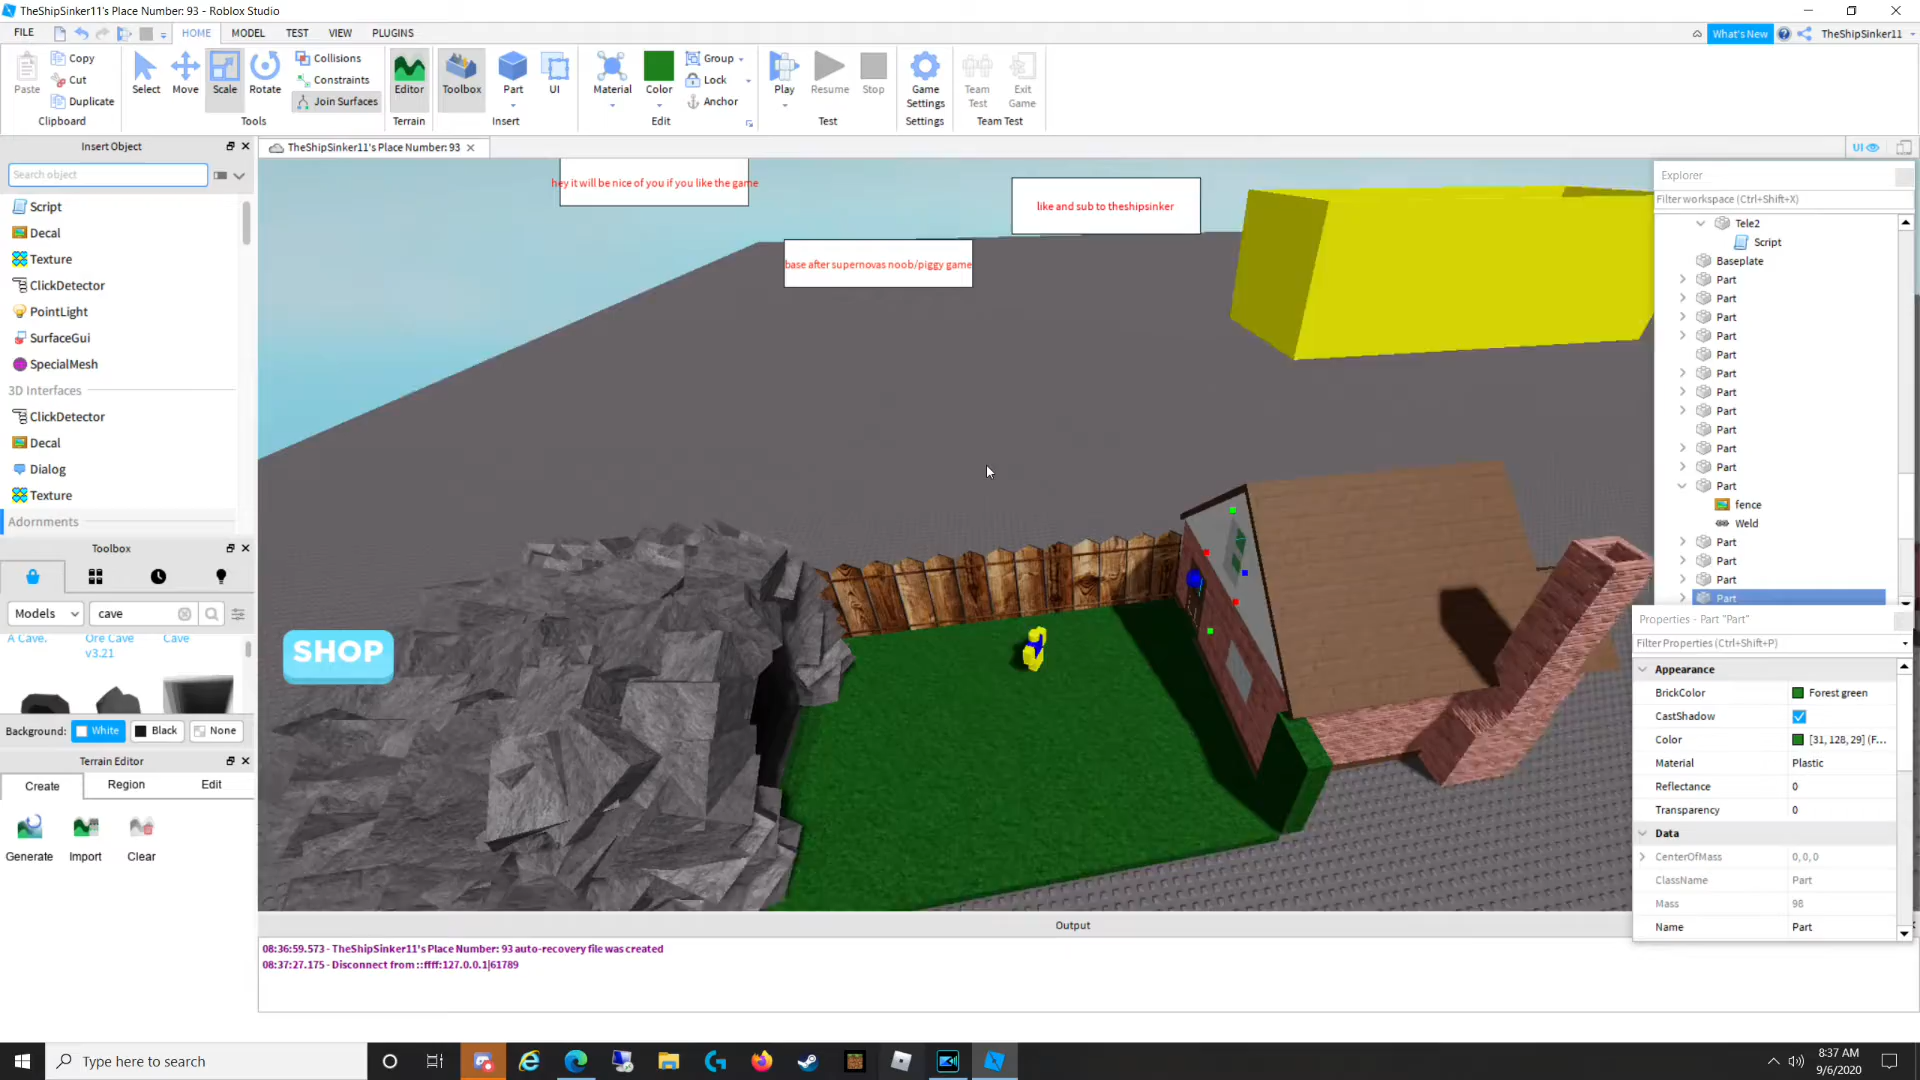 TheShipSinker11's Place Number: 93 - Roblox Studio
FILE
HOME
MODEL
TEST
VIEW
PLUGINS
What's New
TheShipSinker11
Paste
Copy
Cut
Duplicate
Clipboard
Select
Move
Scale
Rotate
Tools
Collisions
Constraints
Join Surfaces
Editor
Terrain
Toolbox
Part
UI
Insert
Material
Color
Group
Lock
Anchor
Edit
Play
Resume
Stop
Test
Game Settings
Settings
Team Test
Exit Game
Team Test
Insert Object
Search object
Script
Decal
Texture
ClickDetector
PointLight
SurfaceGui
SpecialMesh
3D Interfaces
ClickDetector
Decal
Dialog
Texture
Adornments
Toolbox
Models
cave
A Cave.
Ore Cave v3.21
Cave
Background:
White
Black
None
Terrain Editor
Create
Region
Edit
Generate
Import
Clear
TheShipSinker11's Place Number: 93
UI
hey it will be nice of you if you like the game
like and sub to theshipsinker
base after supernovas noob/piggy game
SHOP
Explorer
Filter workspace (Ctrl+Shift+X)
Tele2
Script
Baseplate
Part
Part
Part
Part
Part
Part
Part
Part
Part
Part
Part
Part
fence
Weld
Part
Part
Part
Part
Properties - Part "Part"
Filter Properties (Ctrl+Shift+P)
Appearance
BrickColor
Forest green
CastShadow
Color
[31, 128, 29] (F...
Material
Plastic
Reflectance
0
Transparency
0
Data
CenterOfMass
0, 0, 0
ClassName
Part
Mass
98
Name
Part
Output
08:36:59.573 - TheShipSinker11's Place Number: 93 auto-recovery file was created
08:37:27.175 - Disconnect from ::ffff:127.0.0.1|61789
Type here to search
8:37 AM
9/6/2020